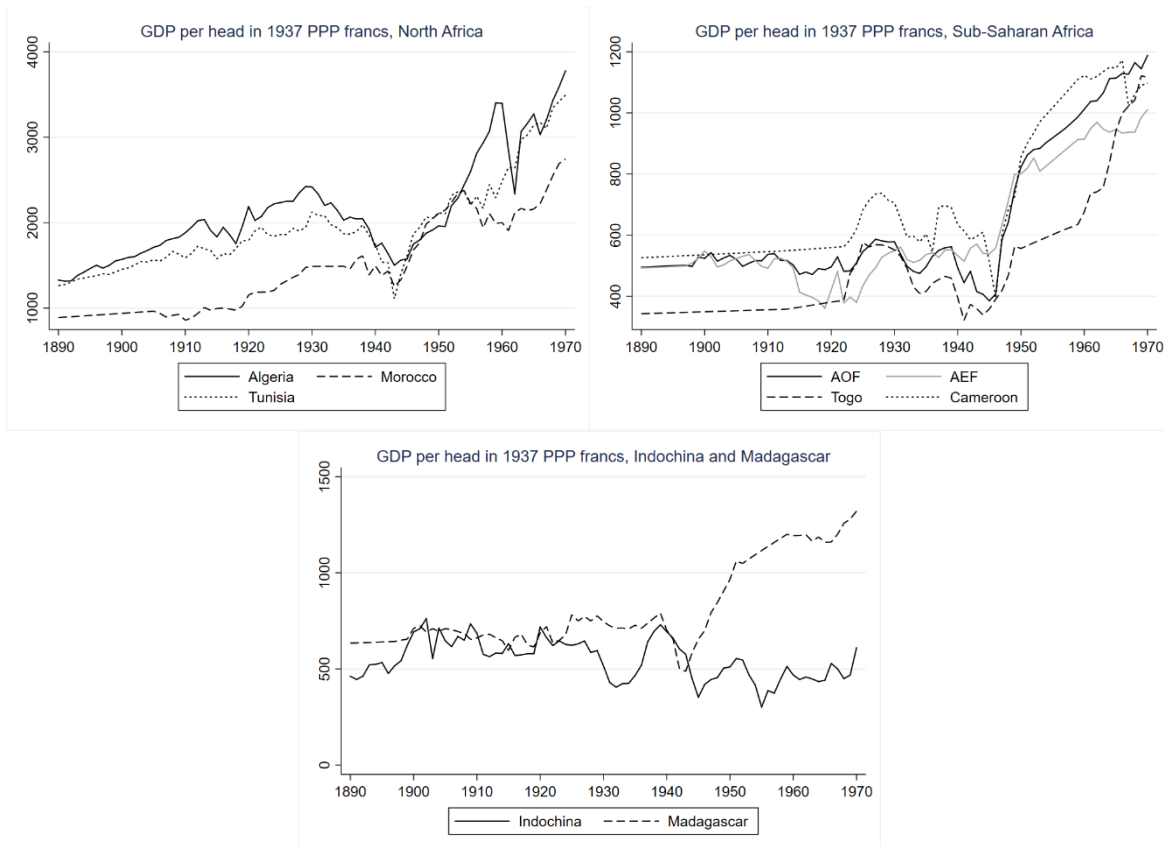 GDP per head in 1937 PPP francs, North Africa
4000
3000
2000
1000
1890 1900 1910 1920 1930 1940 1950 1960 1970
Algeria Morocco
Tunisia
GDP per head in 1937 PPP francs, Sub-Saharan Africa
1200
1000
800
600
400
1890 1900 1910 1920 1930 1940 1950 1960 1970
AOF AEF
Togo Cameroon
GDP per head in 1937 PPP francs, Indochina and Madagascar
1500
1000
500
0
1890 1900 1910 1920 1930 1940 1950 1960 1970
Indochina Madagascar